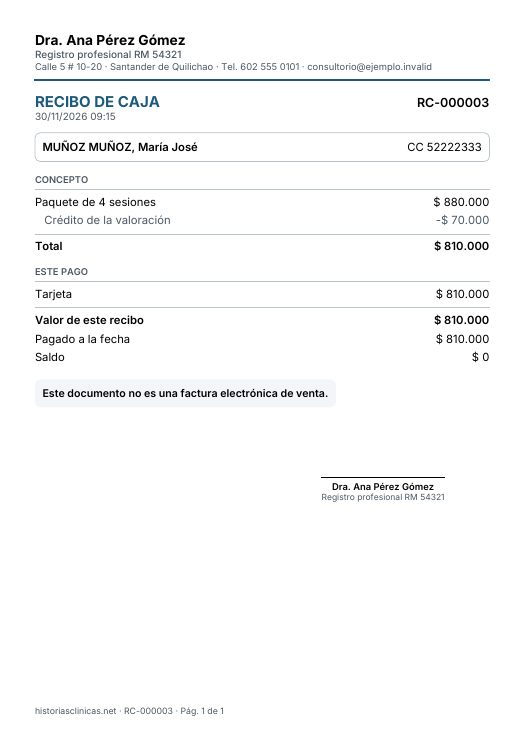 Dra. Ana Pérez Gómez
Registro profesional RM 54321
Calle 5 # 10-20 · Santander de Quilichao · Tel. 602 555 0101 · consultorio@ejemplo.invalid
RECIBO DE CAJA RC-000003
30/11/2026 09:15
MUÑOZ MUÑOZ, María José CC 52222333
CONCEPTO
Paquete de 4 sesiones $ 880.000
Crédito de la valoración -$ 70.000
Total $ 810.000
ESTE PAGO
Tarjeta $ 810.000
Valor de este recibo $ 810.000
Pagado a la fecha $ 810.000
Saldo $ 0
Este documento no es una factura electrónica de venta.
Dra. Ana Pérez Gómez
Registro profesional RM 54321
historiasclinicas.net · RC-000003 · Pág. 1 de 1